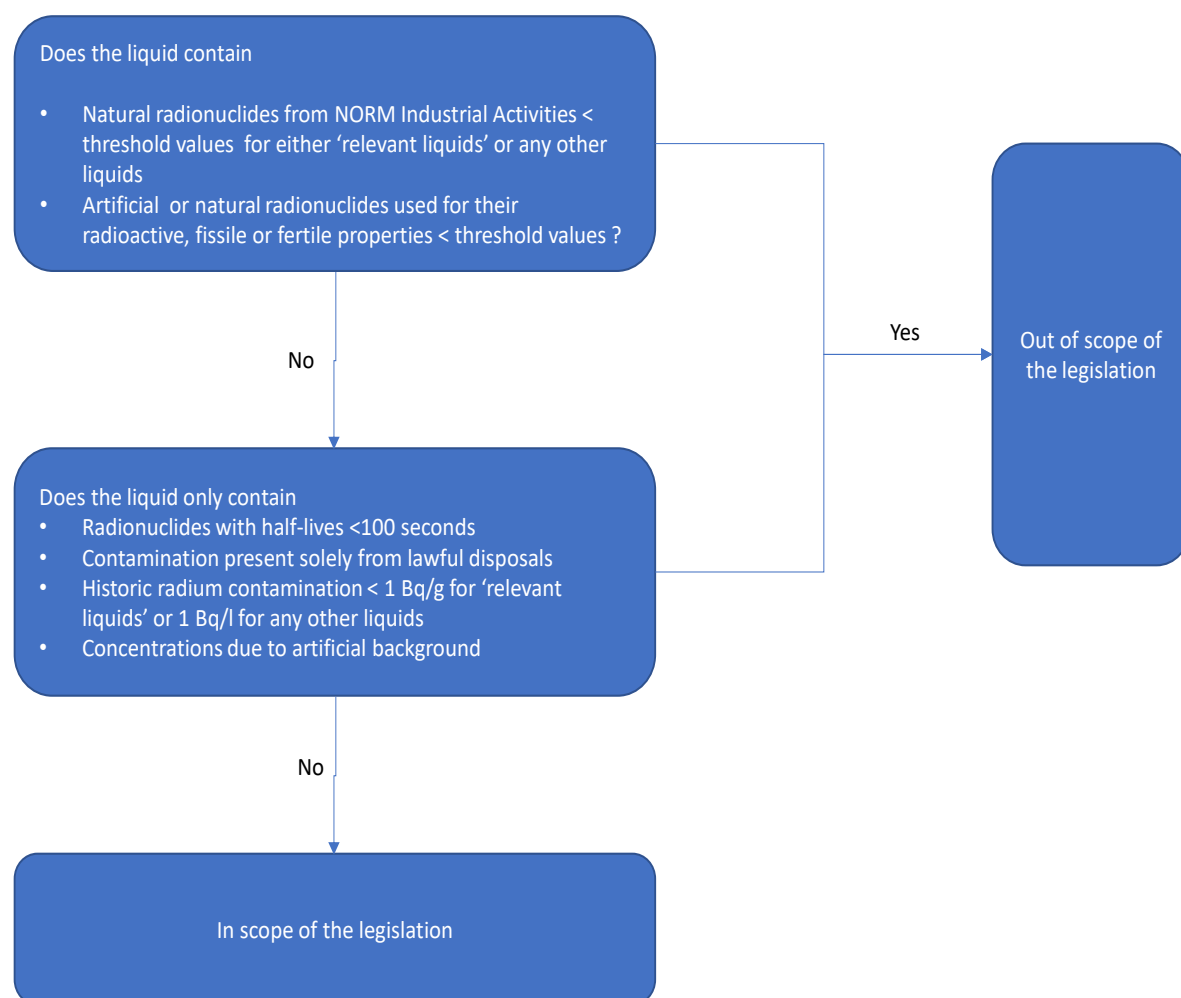 Does the liquid contain
• Natural radionuclides from NORM Industrial Activities <
threshold values for either ‘relevant liquids’ or any other
liquids
• Artificial or natural radionuclides used for their
radioactive, fissile or fertile properties < threshold values ?
Yes
Out of scope of
the legislation
No
Does the liquid only contain
• Radionuclides with half-lives <100 seconds
• Contamination present solely from lawful disposals
• Historic radium contamination < 1 Bq/g for ‘relevant
liquids’ or 1 Bq/l for any other liquids
• Concentrations due to artificial background
No
In scope of the legislation